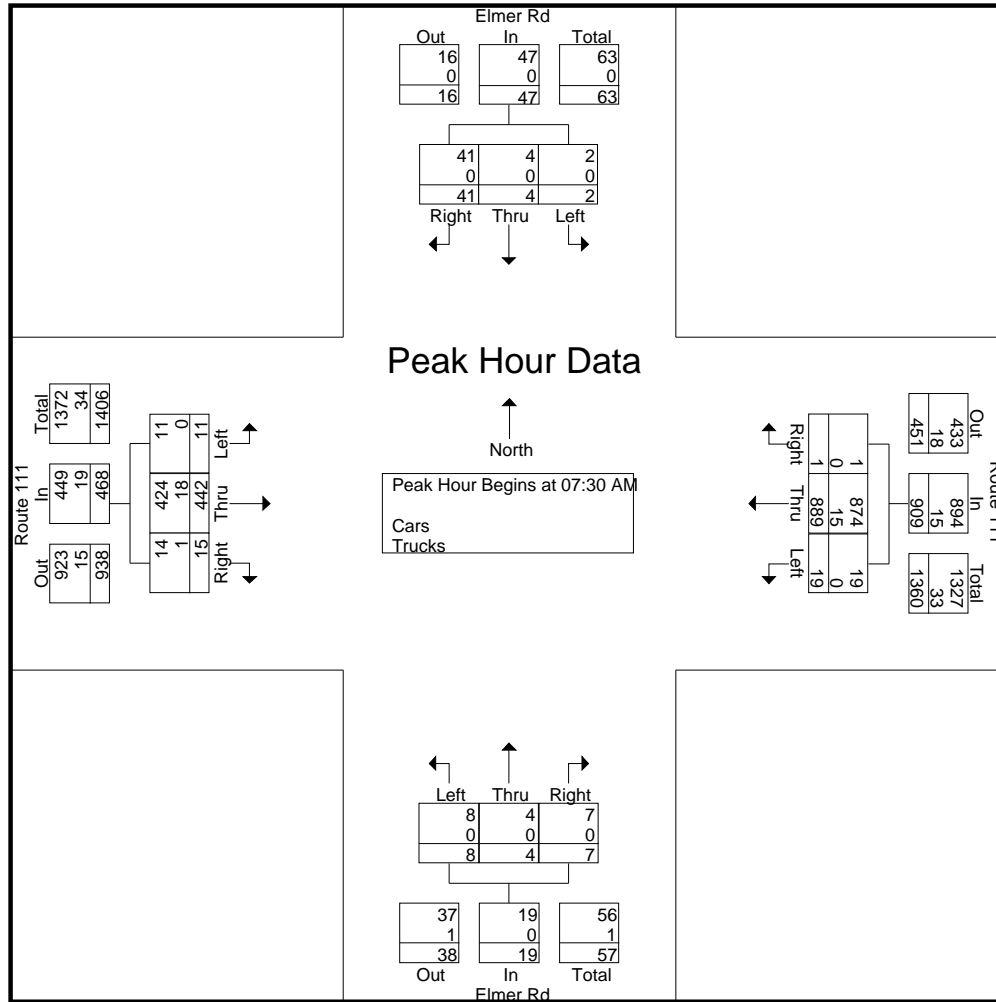 Elmer Rd
Out In Total
16 47 63
0 0 0
16 47 63
41 4 2
0 0 0
41 4 2
Right Thru Left
Peak Hour Data
North
Peak Hour Begins at 07:30 AM
Cars
Trucks
Route 111
Total In Out
1372 449 923
34 19 15
1406 468 938
11 424 14
0 18 1
11 442 15
Left Thru Right
Out In Total
433 894 1327
18 15 33
451 909 1360
1 874 19
0 15 0
1 889 19
Right Thru Left
Left Thru Right
8 4 7
0 0 0
8 4 7
37 19 56
1 0 1
38 19 57
Out In Total
Elmer Rd